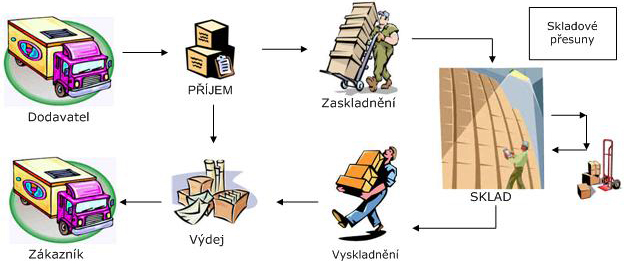 Skladové
přesuny
Dodavatel
PŘÍJEM
Zaskladnění
SKLAD
Zákazník
Výdej
Vyskladnění